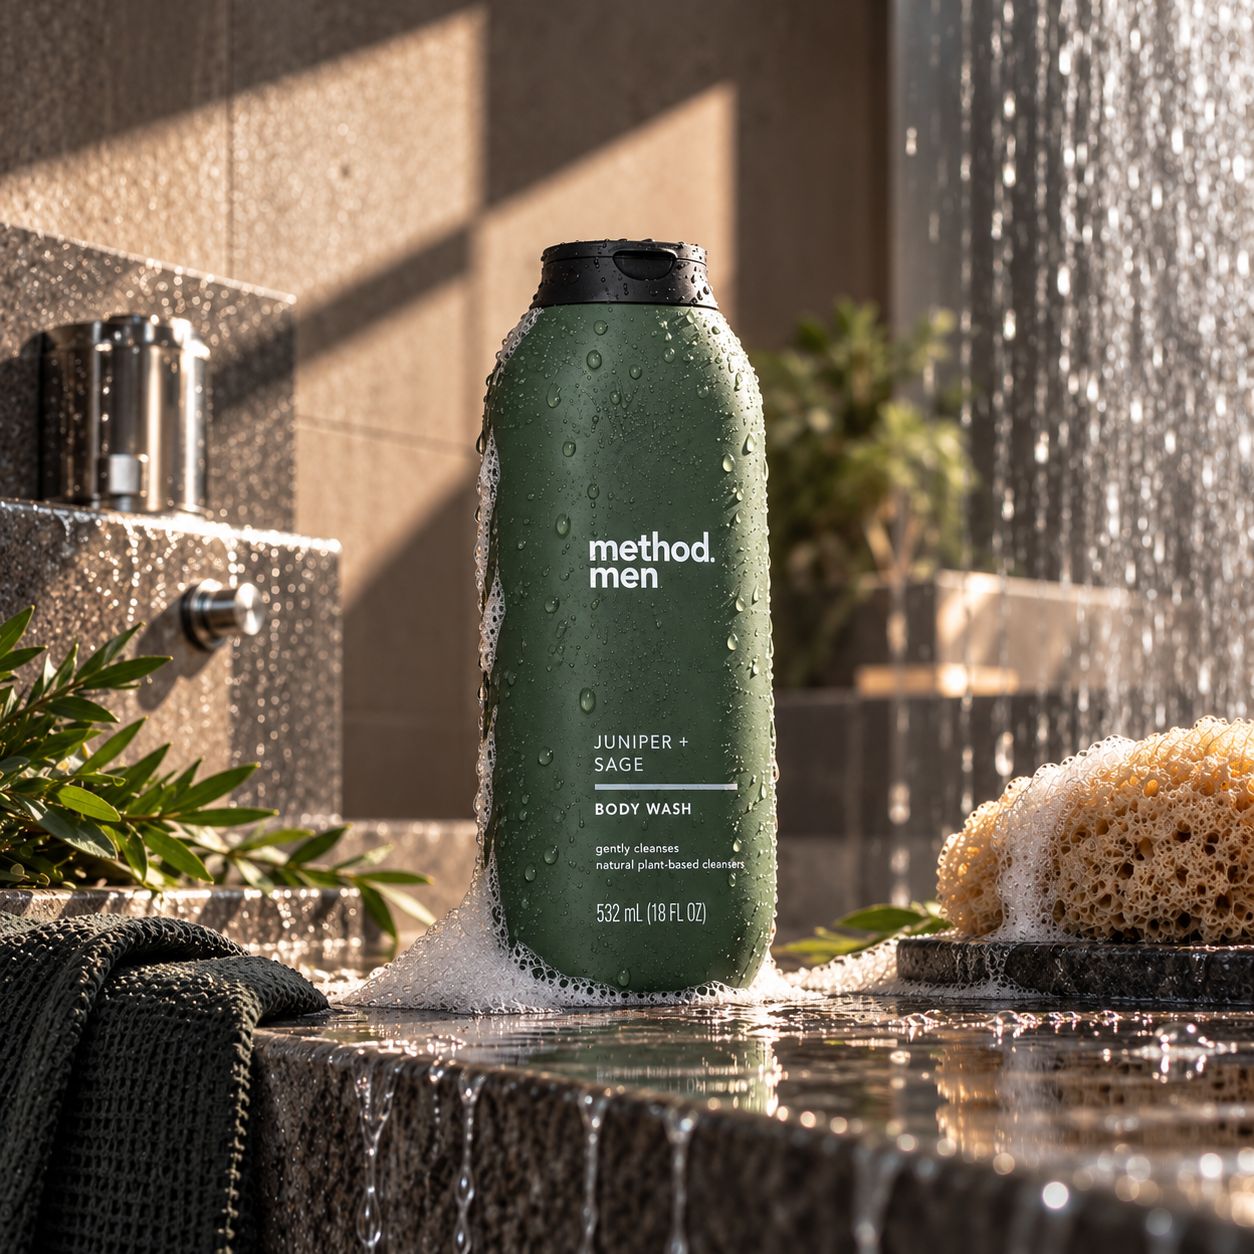 method.
men
JUNIPER +
SAGE
BODY WASH
gently cleanses
natural plant-based cleansers
532 mL (18 FL OZ)